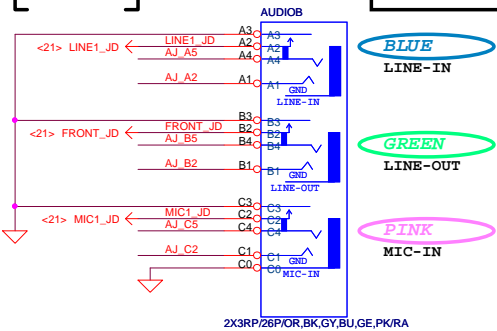 AUDIOB
A3 A3
<21> LINE1_JD LINE1_JD A2 A2
AJ_A5 A4 A4
AJ_A2 A1 A1
GND
LINE-IN
BLUE
LINE-IN
B3 B3
<21> FRONT_JD FRONT_JD B2 B2
AJ_B5 B4 B4
AJ_B2 B1 B1
GND
LINE-OUT
GREEN
LINE-OUT
C3 C3
<21> MIC1_JD MIC1_JD C2 C2
AJ_C5 C4 C4
AJ_C2 C1 C1
C0 C0
GND
MIC-IN
PINK
MIC-IN
2X3RP/26P/OR,BK,GY,BU,GE,PK/RA